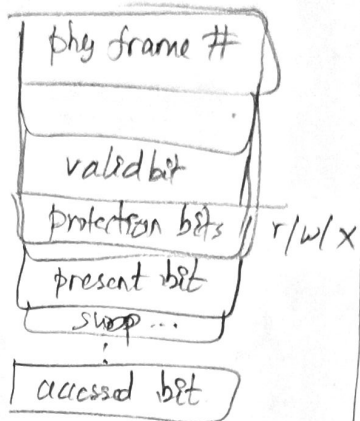 phy frame #
valid bit
protection bits r/w/x
present bit
swap ...
accessed bit